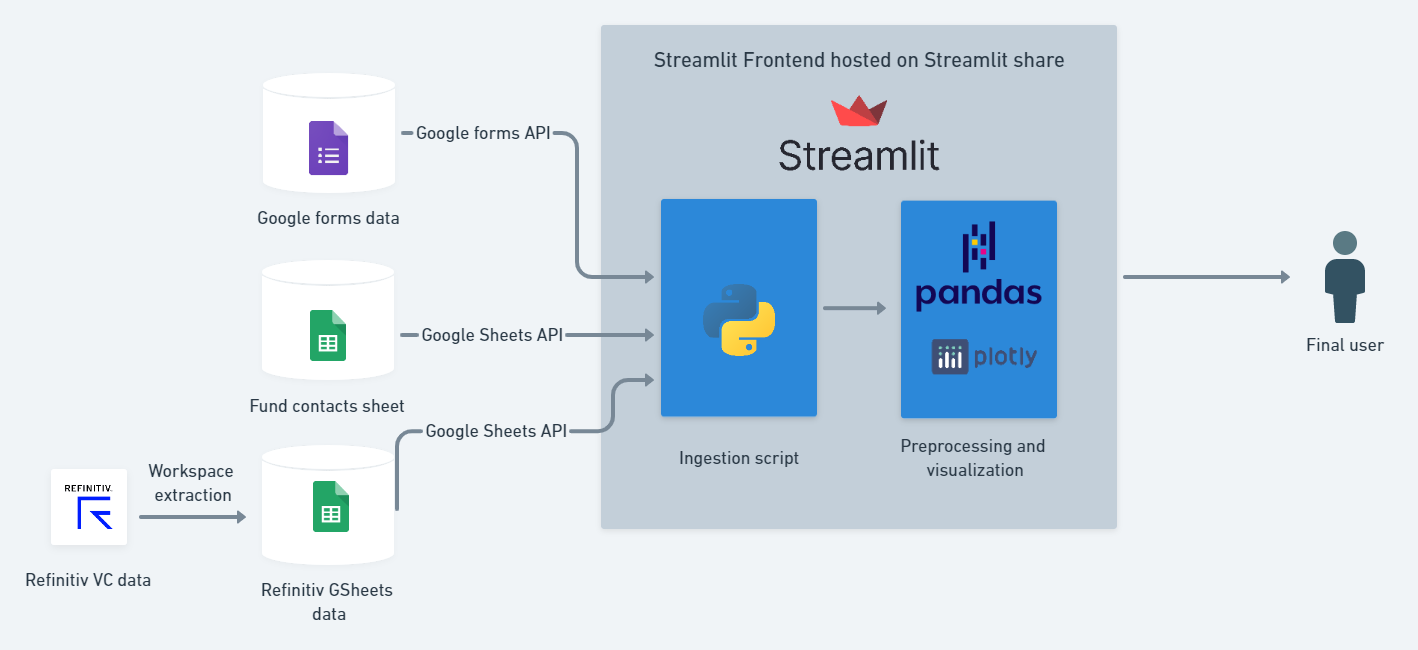 Streamlit Frontend hosted on Streamlit share
Streamlit
Google forms API
Google forms data
pandas
plotly
Google Sheets API
Final user
Fund contacts sheet
Google Sheets API
Preprocessing and
visualization
Ingestion script
Workspace
extraction
REFINITIV
Refinitiv VC data
Refinitiv GSheets
data